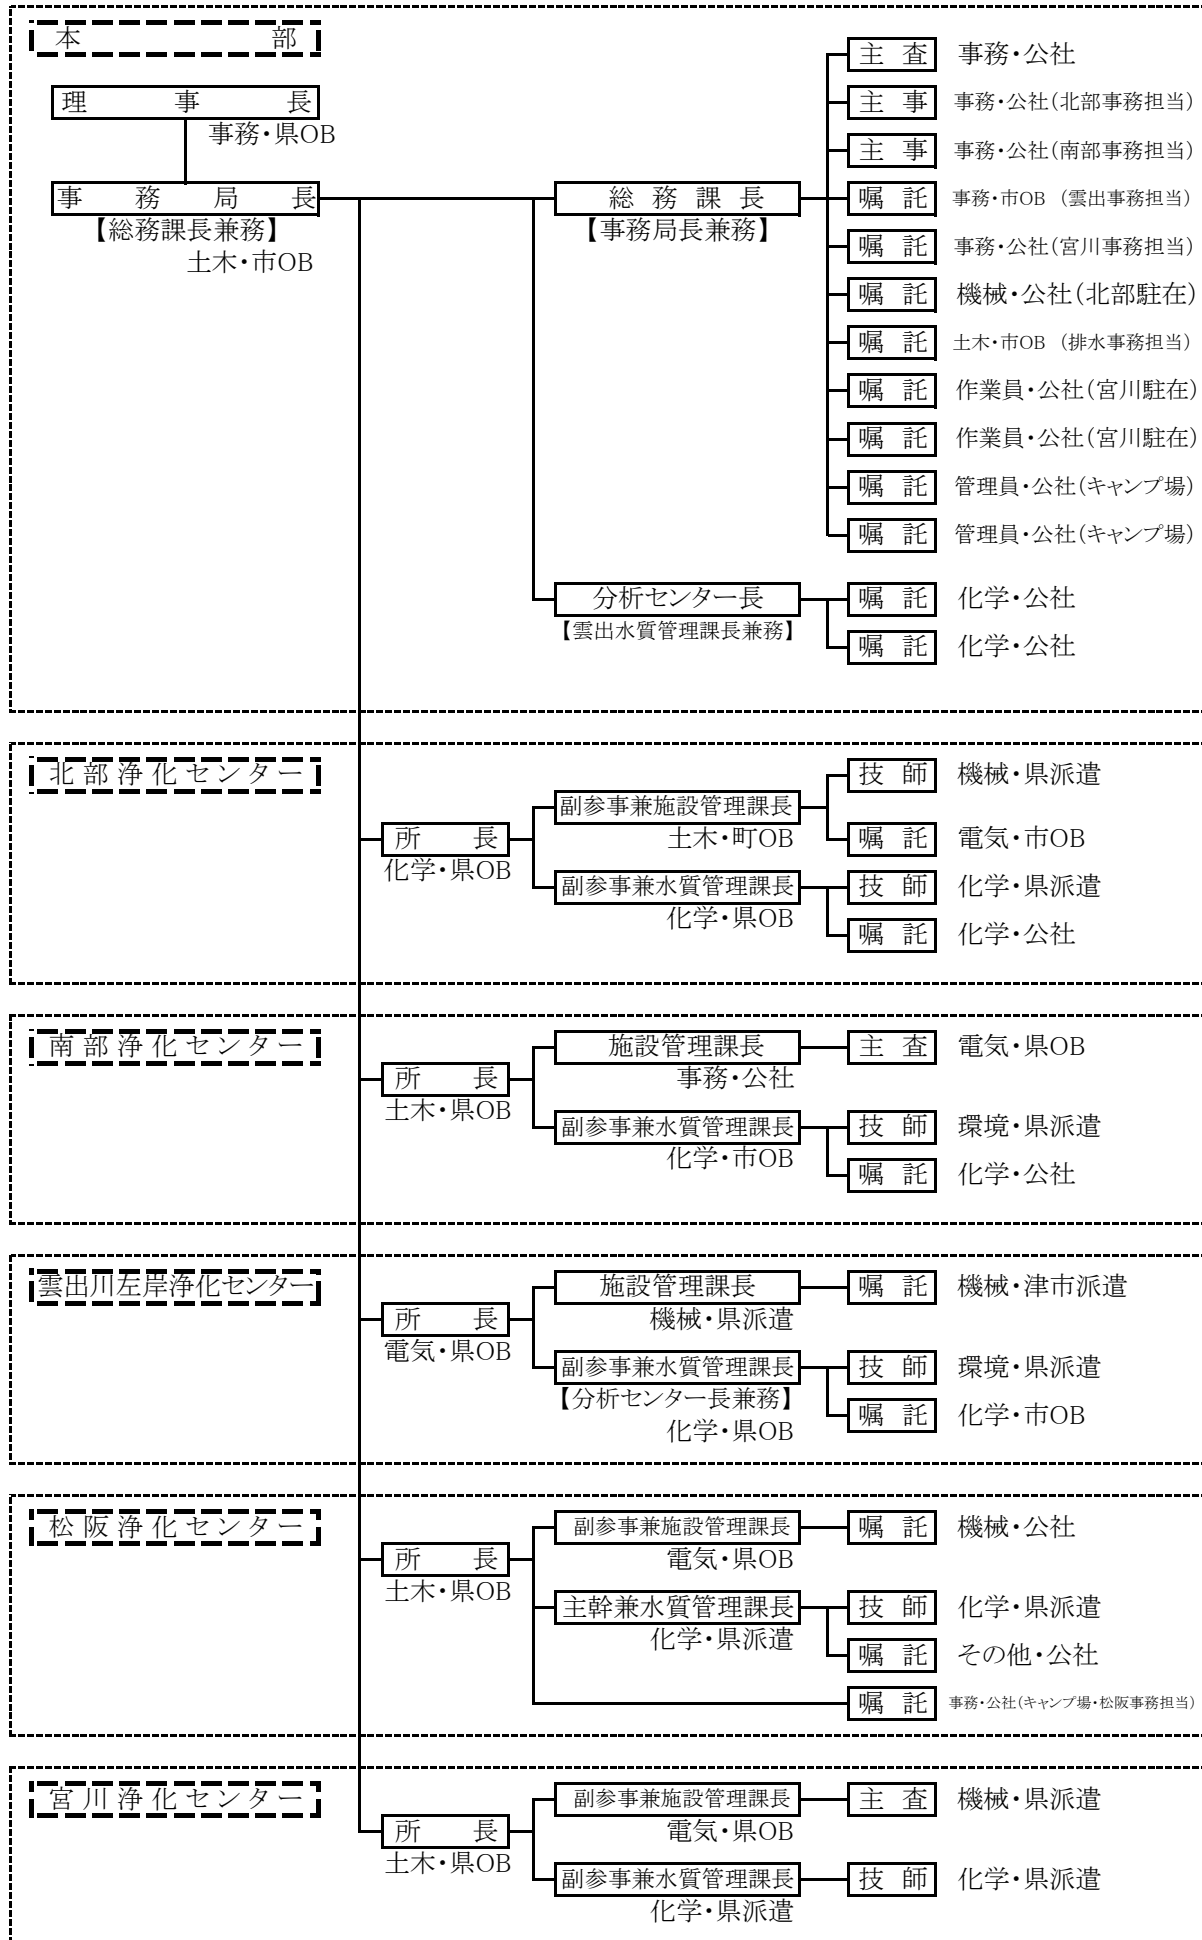 本 部
理 事 長
事務・県OB
事 務 局 長
【総務課長兼務】
土木・市OB
総 務 課 長
【事務局長兼務】
主 査 事務・公社
主 事 事務・公社(北部事務担当)
主 事 事務・公社(南部事務担当)
嘱 託 事務・市OB (雲出事務担当)
嘱 託 事務・公社(宮川事務担当)
嘱 託 機械・公社(北部駐在)
嘱 託 土木・市OB (排水事務担当)
嘱 託 作業員・公社(宮川駐在)
嘱 託 作業員・公社(宮川駐在)
嘱 託 管理員・公社(キャンプ場)
嘱 託 管理員・公社(キャンプ場)
分析センター長
【雲出水質管理課長兼務】
嘱 託 化学・公社
嘱 託 化学・公社
北部浄化センター
所 長
化学・県OB
副参事兼施設管理課長
土木・町OB
技 師 機械・県派遣
嘱 託 電気・市OB
副参事兼水質管理課長
化学・県OB
技 師 化学・県派遣
嘱 託 化学・公社
南部浄化センター
所 長
土木・県OB
施設管理課長
事務・公社
主 査 電気・県OB
副参事兼水質管理課長
化学・市OB
技 師 環境・県派遣
嘱 託 化学・公社
雲出川左岸浄化センター
所 長
電気・県OB
施設管理課長
機械・県派遣
嘱 託 機械・津市派遣
副参事兼水質管理課長
【分析センター長兼務】
化学・県OB
技 師 環境・県派遣
嘱 託 化学・市OB
松阪浄化センター
所 長
土木・県OB
副参事兼施設管理課長
電気・県OB
嘱 託 機械・公社
主幹兼水質管理課長
化学・県派遣
技 師 化学・県派遣
嘱 託 その他・公社
嘱 託 事務・公社(キャンプ場・松阪事務担当)
宮川浄化センター
所 長
土木・県OB
副参事兼施設管理課長
電気・県OB
主 査 機械・県派遣
副参事兼水質管理課長
化学・県派遣
技 師 化学・県派遣